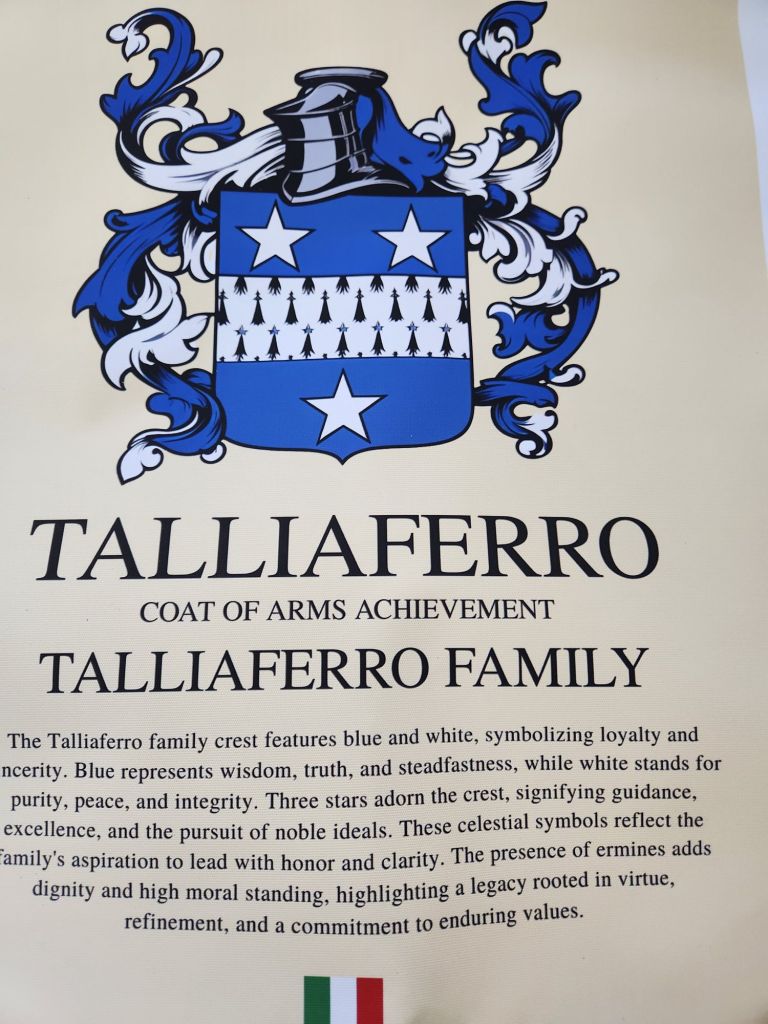 TALLIAFERRO
COAT OF ARMS ACHIEVEMENT
TALLIAFERRO FAMILY
The Talliaferro family crest features blue and white, symbolizing loyalty and
ncerity. Blue represents wisdom, truth, and steadfastness, while white stands for
purity, peace, and integrity. Three stars adorn the crest, signifying guidance,
excellence, and the pursuit of noble ideals. These celestial symbols reflect the
family's aspiration to lead with honor and clarity. The presence of ermines adds
dignity and high moral standing, highlighting a legacy rooted in virtue,
refinement, and a commitment to enduring values.